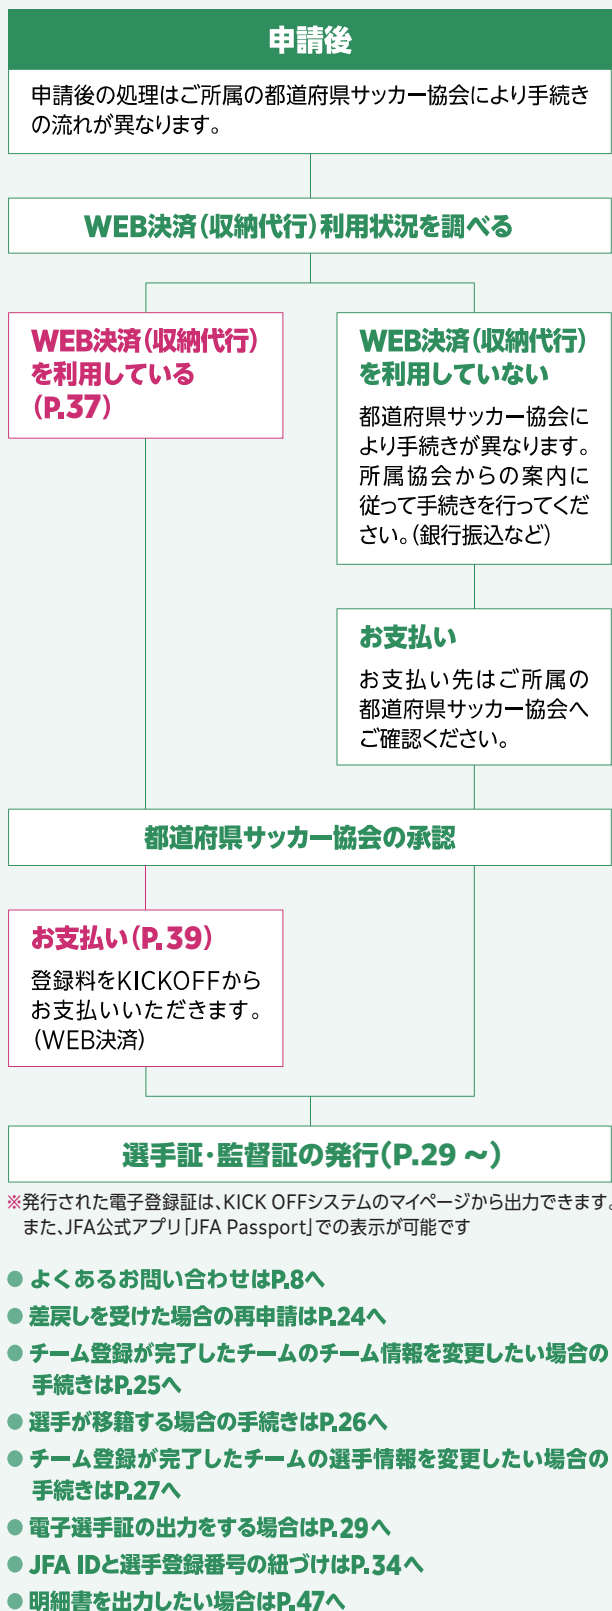 申請後
申請後の処理はご所属の都道府県サッカー協会により手続き
の流れが異なります。
WEB決済(収納代行)利用状況を調べる
WEB決済(収納代行)
を利用している
(P.37)
WEB決済(収納代行)
を利用していない
都道府県サッカー協会に
より手続きが異なります。
所属協会からの案内に
従って手続きを行ってくだ
さい。(銀行振込など)
お支払い
お支払い先はご所属の
都道府県サッカー協会へ
ご確認ください。
都道府県サッカー協会の承認
お支払い(P.39)
登録料をKICKOFFから
お支払いいただきます。
(WEB決済)
選手証・監督証の発行(P.29 ～)
※発行された電子登録証は、KICK OFFシステムのマイページから出力できます。
また、JFA公式アプリ「JFA Passport」での表示が可能です
● よくあるお問い合わせはP.8へ
● 差戻しを受けた場合の再申請はP.24へ
● チーム登録が完了したチームのチーム情報を変更したい場合の
手続きはP.25へ
● 選手が移籍する場合の手続きはP.26へ
● チーム登録が完了したチームの選手情報を変更したい場合の
手続きはP.27へ
● 電子選手証の出力をする場合はP.29へ
● JFA IDと選手登録番号の紐づけはP.34へ
● 明細書を出力したい場合はP.47へ